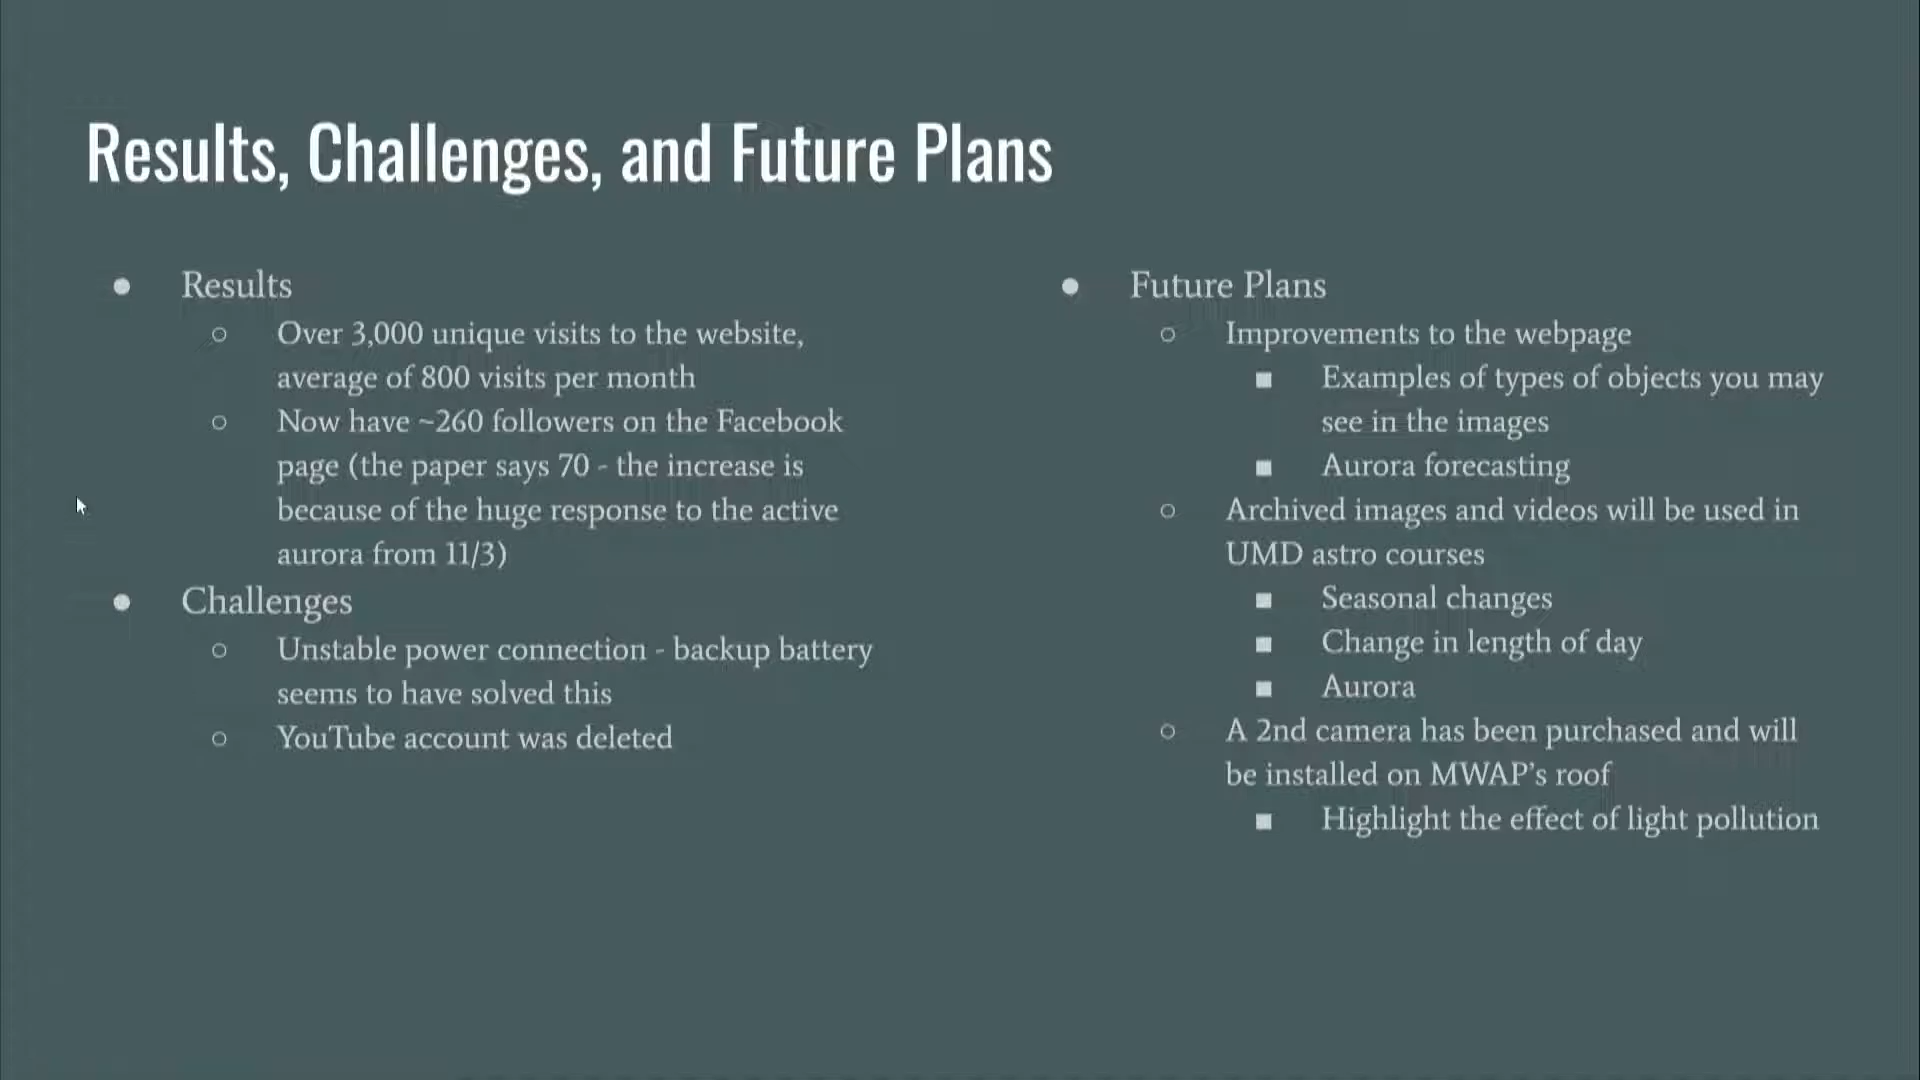 Results, Challenges, and Future Plans
● Results
○ Over 3,000 unique visits to the website,
average of 800 visits per month
○ Now have ~260 followers on the Facebook
page (the paper says 70 - the increase is
because of the huge response to the active
aurora from 11/3)
● Challenges
○ Unstable power connection - backup battery
seems to have solved this
○ YouTube account was deleted
● Future Plans
○ Improvements to the webpage
■ Examples of types of objects you may
see in the images
■ Aurora forecasting
○ Archived images and videos will be used in
UMD astro courses
■ Seasonal changes
■ Change in length of day
■ Aurora
○ A 2nd camera has been purchased and will
be installed on MWAP's roof
■ Highlight the effect of light pollution